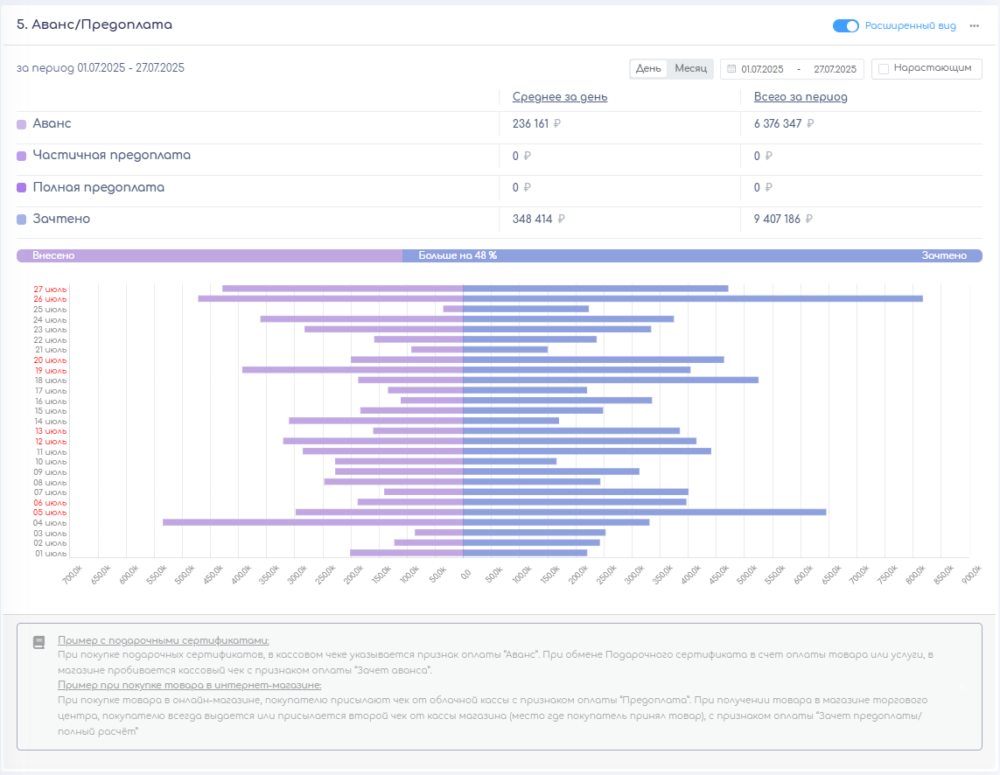 5. Аванс/Предоплата
Расширенный вид
за период 01.07.2025 - 27.07.2025
День Месяц 01.07.2025 - 27.07.2025 Нарастающим
Среднее за день Всего за период
Аванс 236 161 ₽ 6 376 347 ₽
Частичная предоплата 0 ₽ 0 ₽
Полная предоплата 0 ₽ 0 ₽
Зачтено 348 414 ₽ 9 407 186 ₽
Внесено Больше на 48 % Зачтено
27 июль
26 июль
25 июль
24 июль
23 июль
22 июль
21 июль
20 июль
19 июль
18 июль
17 июль
16 июль
15 июль
14 июль
13 июль
12 июль
11 июль
10 июль
09 июль
08 июль
07 июль
06 июль
05 июль
04 июль
03 июль
02 июль
01 июль
700,0k 650,0k 600,0k 550,0k 500,0k 450,0k 400,0k 350,0k 300,0k 250,0k 200,0k 150,0k 100,0k 50,0k 0,0 50,0k 100,0k 150,0k 200,0k 250,0k 300,0k 350,0k 400,0k 450,0k 500,0k 550,0k 600,0k 650,0k 700,0k 750,0k 800,0k 850,0k 900,0k
Пример с подарочными сертификатами:
При покупке подарочных сертификатов, в кассовом чеке указывается признак оплаты "Аванс". При обмене Подарочного сертификата в счет оплаты товара или услуги, в
магазине пробивается кассовый чек с признаком оплаты "Зачет аванса".
Пример при покупке товара в интернет-магазине:
При покупке товара в онлайн-магазине, покупателю присылают чек от облачной кассы с признаком оплаты "Предоплата". При получении товара в магазине торгового
центра, покупателю всегда выдается или присылается второй чек от кассы магазина (место где покупатель принял товар), с признаком оплаты "Зачет предоплаты/
полный расчёт"